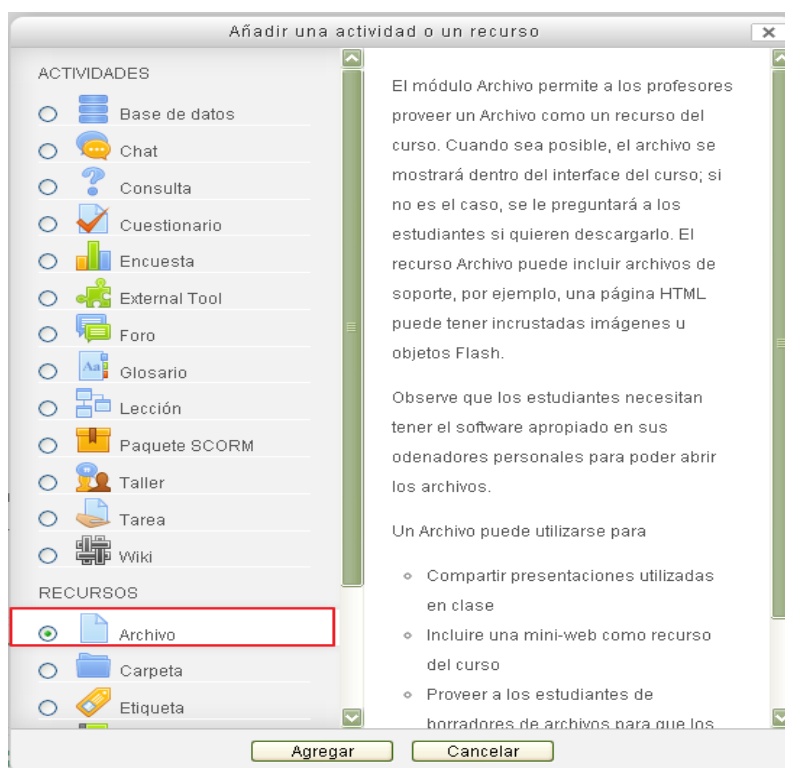 Añadir una actividad o un recurso
ACTIVIDADES
Base de datos
Chat
Consulta
Cuestionario
Encuesta
External Tool
Foro
Glosario
Lección
Paquete SCORM
Taller
Tarea
Wiki
RECURSOS
Archivo
Carpeta
Etiqueta
El módulo Archivo permite a los profesores
proveer un Archivo como un recurso del
curso. Cuando sea posible, el archivo se
mostrará dentro del interface del curso; si
no es el caso, se le preguntará a los
estudiantes si quieren descargarlo. El
recurso Archivo puede incluir archivos de
soporte, por ejemplo, una página HTML
puede tener incrustadas imágenes u
objetos Flash.
Observe que los estudiantes necesitan
tener el software apropiado en sus
odenadores personales para poder abrir
los archivos.
Un Archivo puede utilizarse para
Compartir presentaciones utilizadas
en clase
Incluire una mini-web como recurso
del curso
Proveer a los estudiantes de
borradores de archivos para que los
Agregar
Cancelar